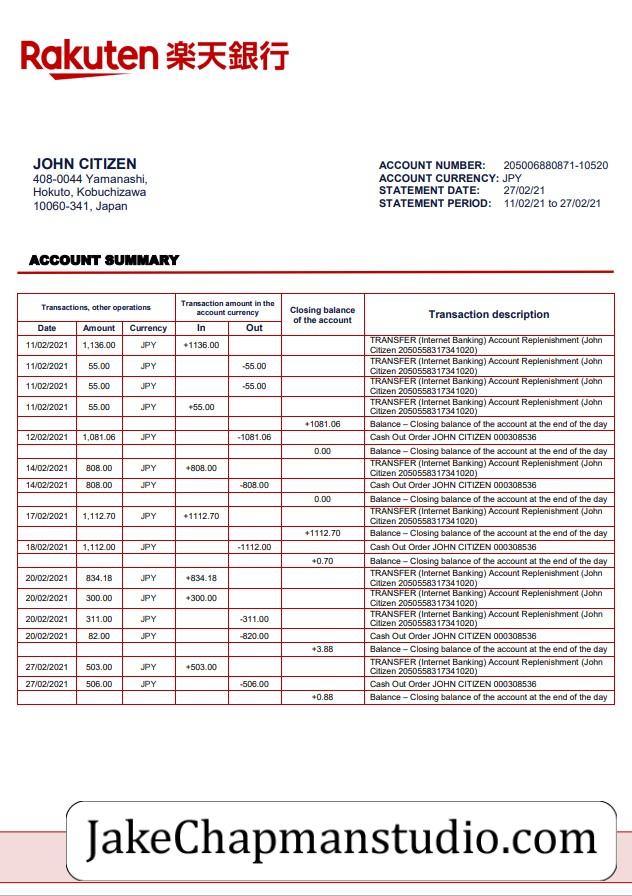 Rakuten 楽天銀行
JOHN CITIZEN
408-0044 Yamanashi,
Hokuto, Kobuchizawa
10060-341, Japan
ACCOUNT NUMBER: 205006880871-10520
ACCOUNT CURRENCY: JPY
STATEMENT DATE: 27/02/21
STATEMENT PERIOD: 11/02/21 to 27/02/21
ACCOUNT SUMMARY
Transactions, other operations
Transaction amount in the
account currency
Closing balance
of the account
Transaction description
Date Amount Currency In Out
11/02/2021 1,136.00 JPY +1136.00 TRANSFER (Internet Banking) Account Replenishment (John
Citizen 2050558317341020)
11/02/2021 55.00 JPY -55.00 TRANSFER (Internet Banking) Account Replenishment (John
Citizen 2050558317341020)
11/02/2021 55.00 JPY -55.00 TRANSFER (Internet Banking) Account Replenishment (John
Citizen 2050558317341020)
11/02/2021 55.00 JPY +55.00 TRANSFER (Internet Banking) Account Replenishment (John
Citizen 2050558317341020)
+1081.06 Balance – Closing balance of the account at the end of the day
12/02/2021 1,081.06 JPY -1081.06 Cash Out Order JOHN CITIZEN 000308536
0.00 Balance – Closing balance of the account at the end of the day
14/02/2021 808.00 JPY +808.00 TRANSFER (Internet Banking) Account Replenishment (John
Citizen 2050558317341020)
14/02/2021 808.00 JPY -808.00 Cash Out Order JOHN CITIZEN 000308536
0.00 Balance – Closing balance of the account at the end of the day
17/02/2021 1,112.70 JPY +1112.70 TRANSFER (Internet Banking) Account Replenishment (John
Citizen 2050558317341020)
+1112.70 Balance – Closing balance of the account at the end of the day
18/02/2021 1,112.00 JPY -1112.00 Cash Out Order JOHN CITIZEN 000308536
+0.70 Balance – Closing balance of the account at the end of the day
20/02/2021 834.18 JPY +834.18 TRANSFER (Internet Banking) Account Replenishment (John
Citizen 2050558317341020)
20/02/2021 300.00 JPY +300.00 TRANSFER (Internet Banking) Account Replenishment (John
Citizen 2050558317341020)
20/02/2021 311.00 JPY -311.00 TRANSFER (Internet Banking) Account Replenishment (John
Citizen 2050558317341020)
20/02/2021 82.00 JPY -820.00 Cash Out Order JOHN CITIZEN 000308536
+3.88 Balance – Closing balance of the account at the end of the day
27/02/2021 503.00 JPY +503.00 TRANSFER (Internet Banking) Account Replenishment (John
Citizen 2050558317341020)
27/02/2021 506.00 JPY -506.00 Cash Out Order JOHN CITIZEN 000308536
+0.88 Balance – Closing balance of the account at the end of the day
JakeChapmanstudio.com